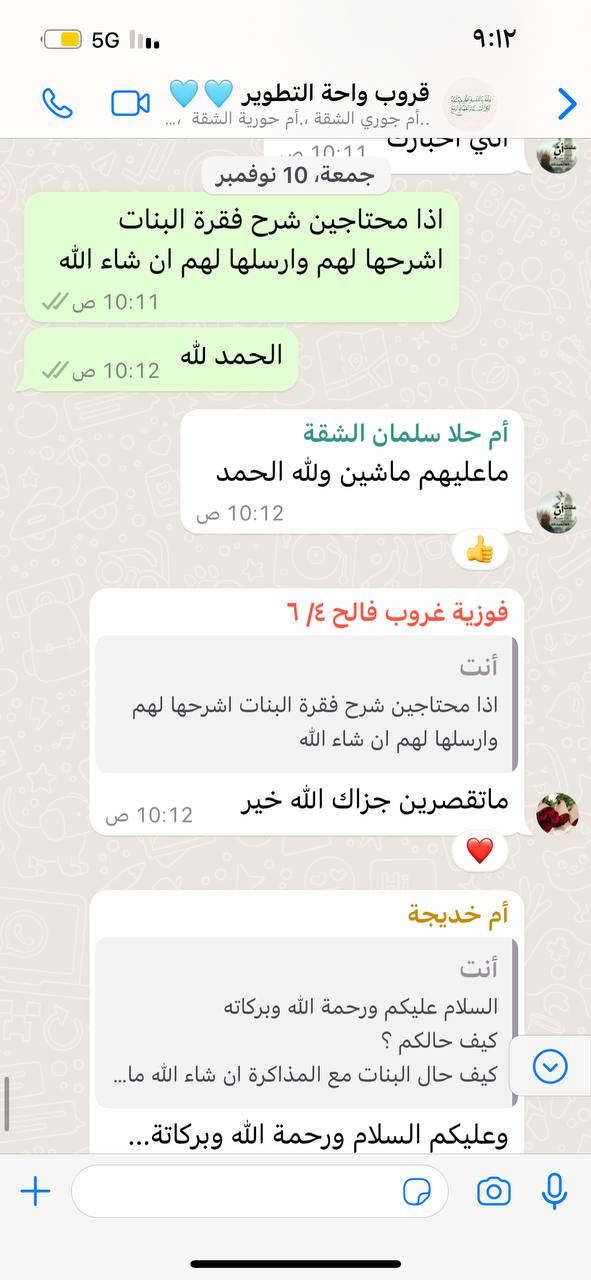 ٩:١٢
5G
قروب واحة التطوير 🩵🩵
..أم جوري الشقة ،.أم حورية الشقة ،...
10:11
جمعة، 10 نوفمبر
اذا محتاجين شرح فقرة البنات
اشرحها لهم وارسلها لهم ان شاء الله
10:11 ص
الحمد لله
10:12 ص
أم حلا سلمان الشقة
ماعليهم ماشين ولله الحمد
10:12 ص
👍
فوزية غروب فالح ٤/ ٦
أنت
اذا محتاجين شرح فقرة البنات اشرحها لهم
وارسلها لهم ان شاء الله
ماتقصرين جزاك الله خير
10:12 ص
❤️
أم خديجة
أنت
السلام عليكم ورحمة الله وبركاته
كيف حالكم ؟
كيف حال البنات مع المذاكرة ان شاء الله ما...
وعليكم السلام ورحمة الله وبركاتة...